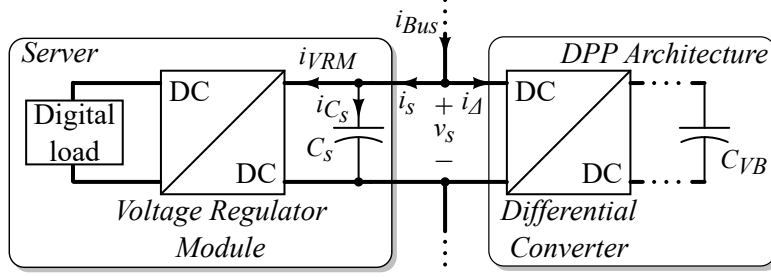 i_Bus
Server
DPP Architecture
i_VRM
DC
i_Cs
i_s
+
i_Δ
DC
Digital
load
C_s
v_s
−
C_VB
DC
DC
Voltage Regulator
Module
Differential
Converter